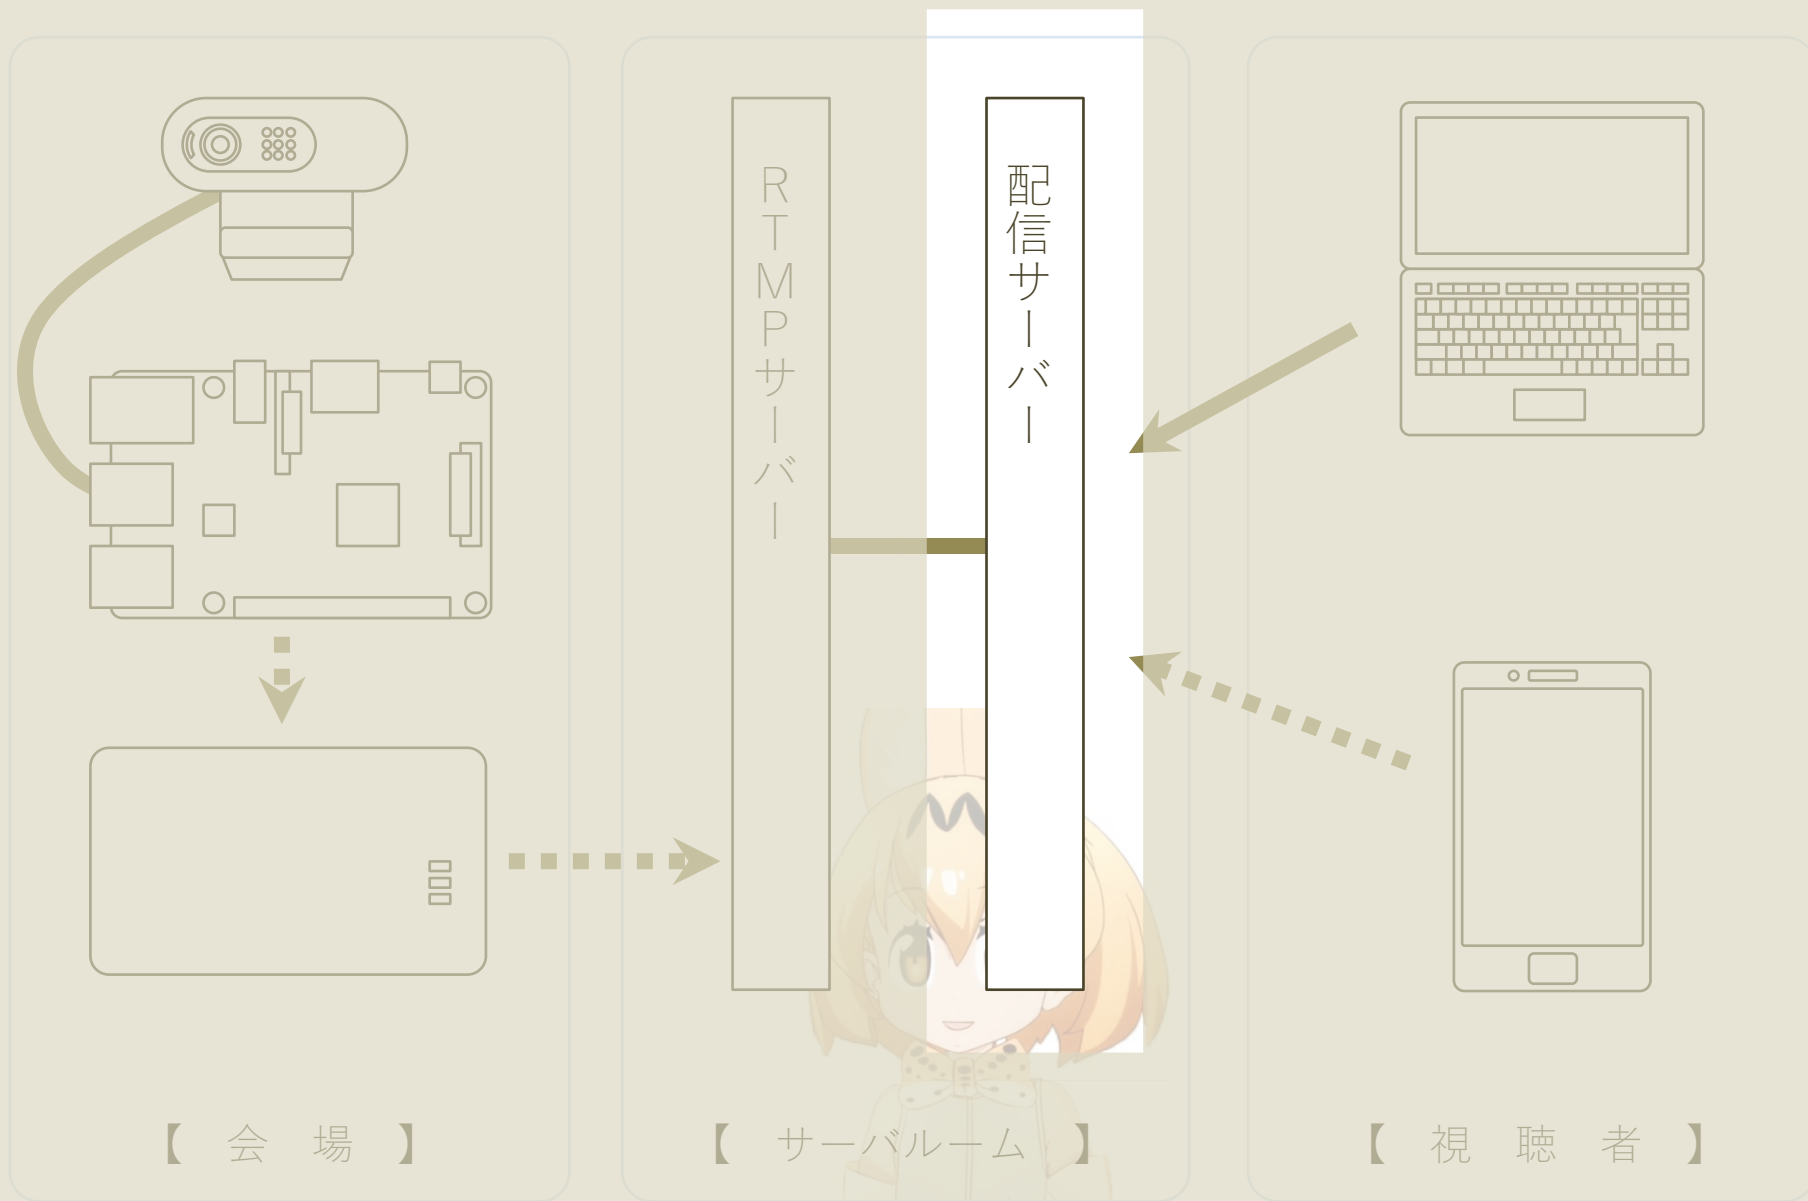 RTMPサーバー
配信サーバー
【 会 場 】
【 サーバルーム 】
【 視 聴 者 】